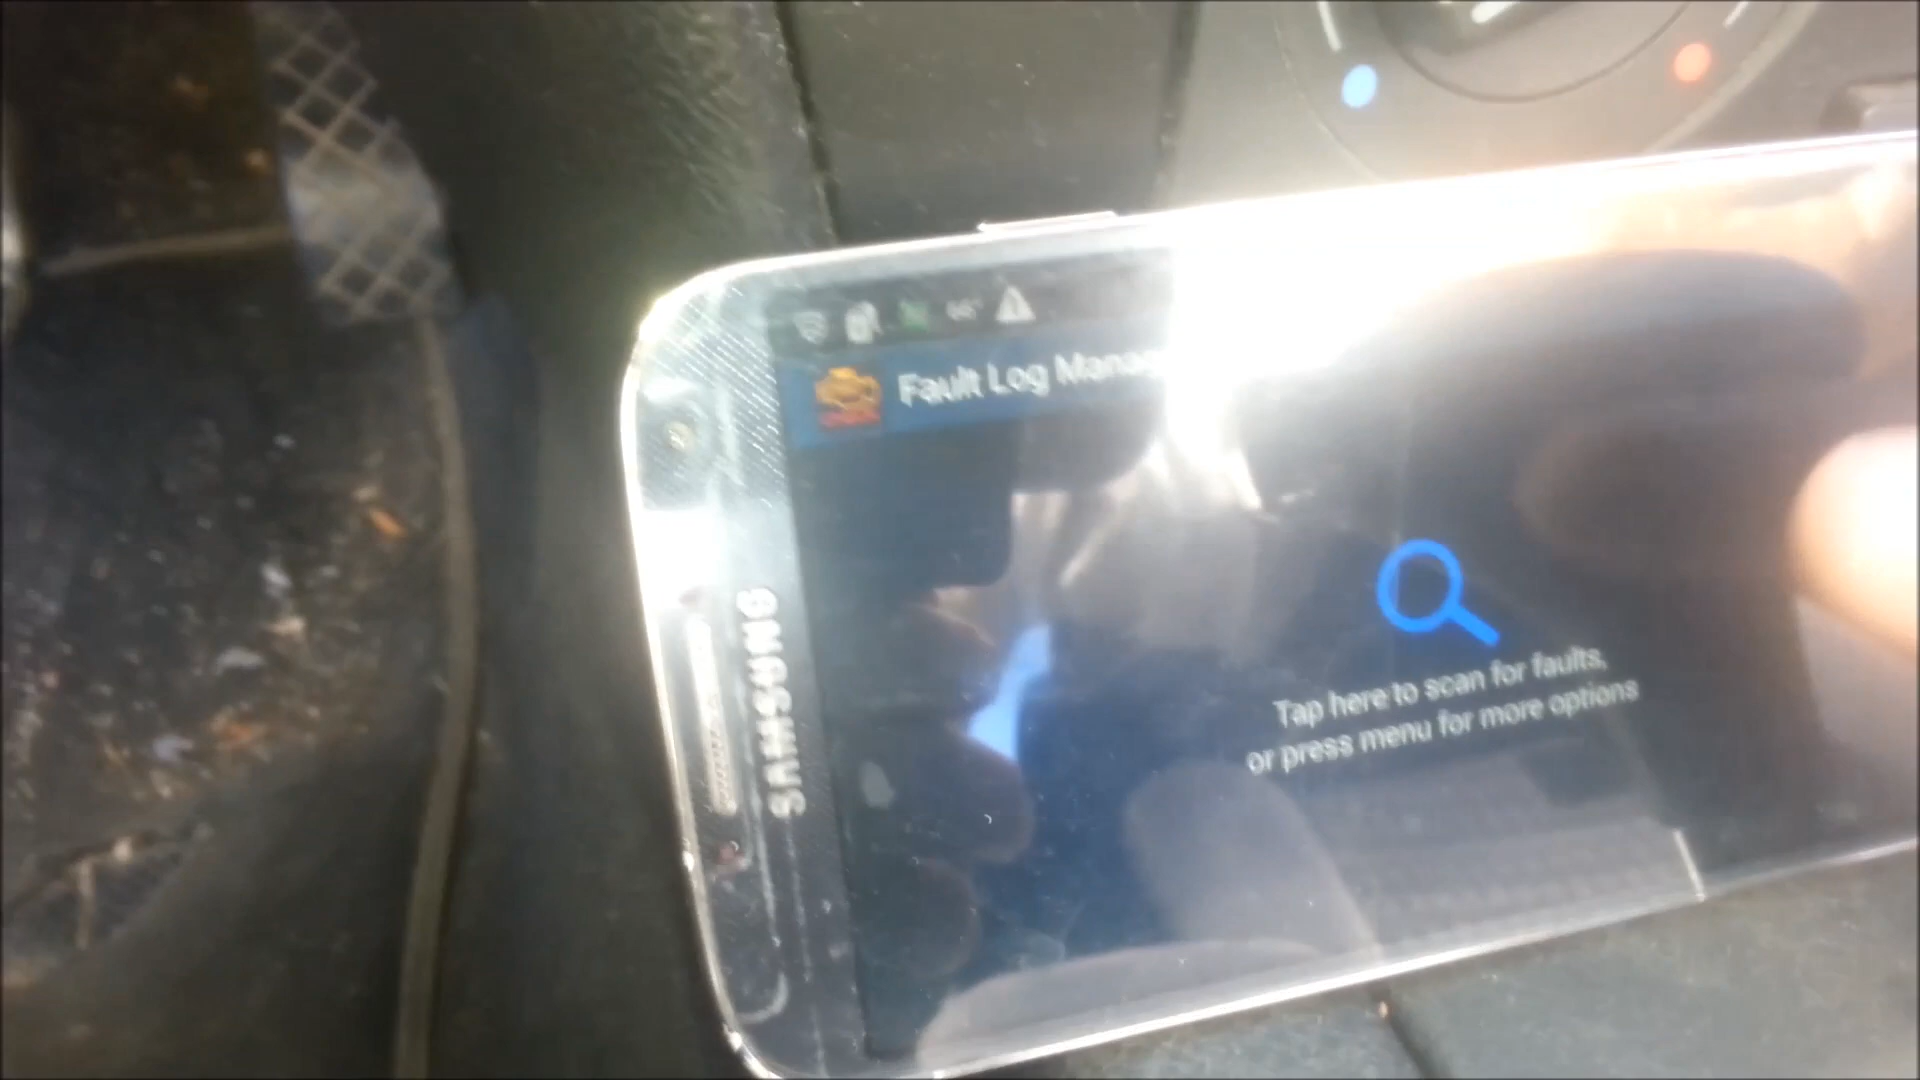 Fault Log
Tap here to scan for faults,
or press menu for more options
SAMSUNG